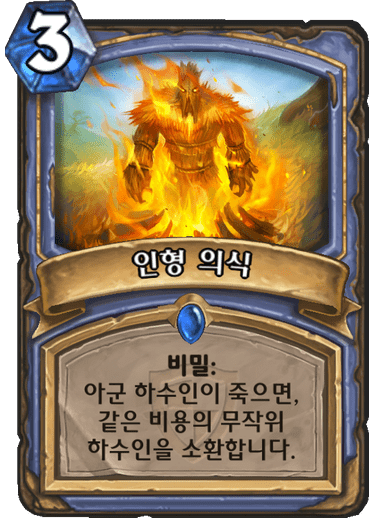 3
인형 의식
비밀:
아군 하수인이 죽으면,
같은 비용의 무작위
하수인을 소환합니다.